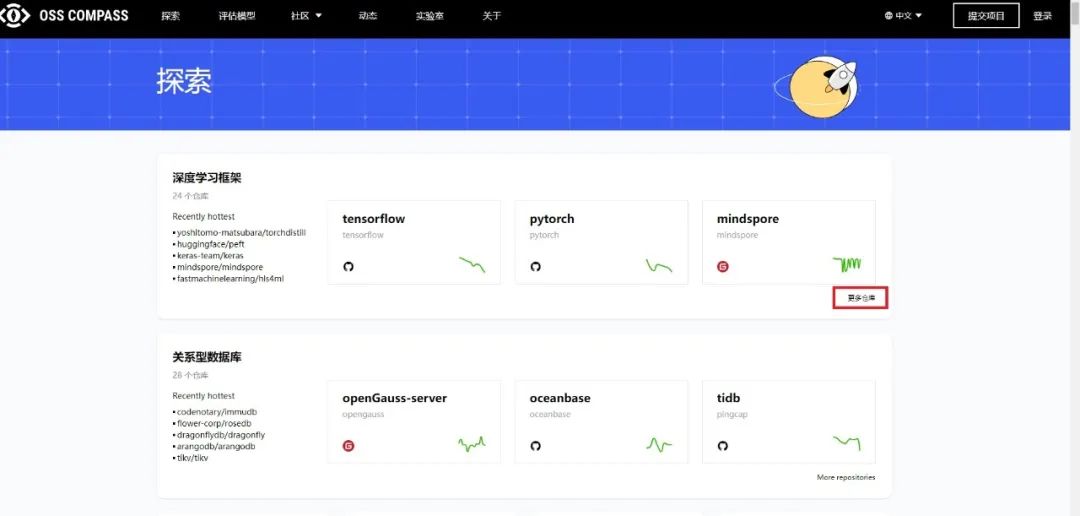 OSS COMPASS 探索 评估模型 社区 动态 实验室 关于 中文 提交项目 登录
探索
深度学习框架
24 个仓库
Recently hottest
yoshitomo-matsubara/torchdistill
huggingface/peft
keras-team/keras
mindspore/mindspore
fastmachinelearning/hls4ml
tensorflow
tensorflow
pytorch
pytorch
mindspore
mindspore
G
更多仓库
关系型数据库
28 个仓库
Recently hottest
codenotary/immudb
flower-corp/rosedb
dragonflydb/dragonfly
arangodb/arangodb
tikv/tikv
openGauss-server
opengauss
G
oceanbase
oceanbase
tidb
pingcap
More repositories